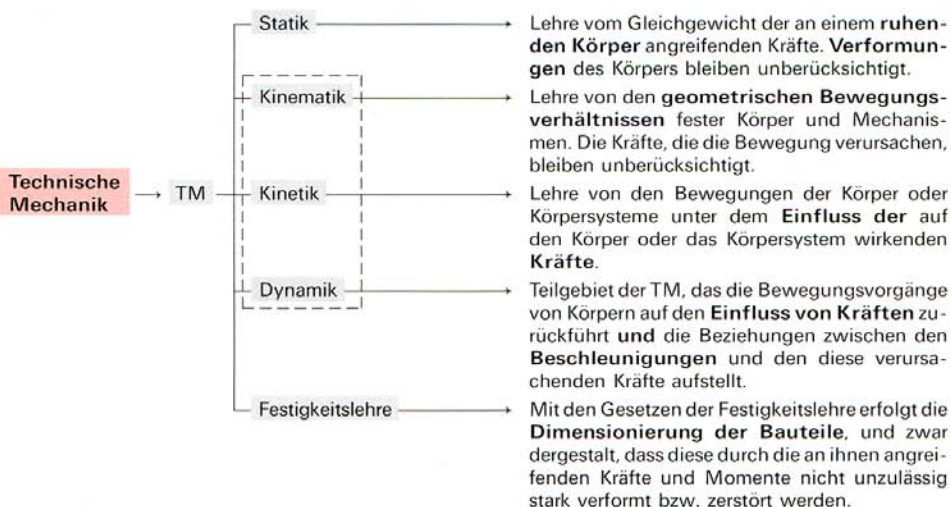 Technische
Mechanik
TM
Statik
Lehre vom Gleichgewicht der an einem ruhen-
den Körper angreifenden Kräfte. Verformun-
gen des Körpers bleiben unberücksichtigt.
Kinematik
Lehre von den geometrischen Bewegungs-
verhältnissen fester Körper und Mechanis-
men. Die Kräfte, die die Bewegung verursachen,
bleiben unberücksichtigt.
Kinetik
Lehre von den Bewegungen der Körper oder
Körpersysteme unter dem Einfluss der auf
den Körper oder das Körpersystem wirkenden
Kräfte.
Dynamik
Teilgebiet der TM, das die Bewegungsvorgänge
von Körpern auf den Einfluss von Kräften zu-
rückführt und die Beziehungen zwischen den
Beschleunigungen und den diese verursa-
chenden Kräfte aufstellt.
Festigkeitslehre
Mit den Gesetzen der Festigkeitslehre erfolgt die
Dimensionierung der Bauteile, und zwar
dergestalt, dass diese durch die an ihnen angrei-
fenden Kräfte und Momente nicht unzulässig
stark verformt bzw. zerstört werden.